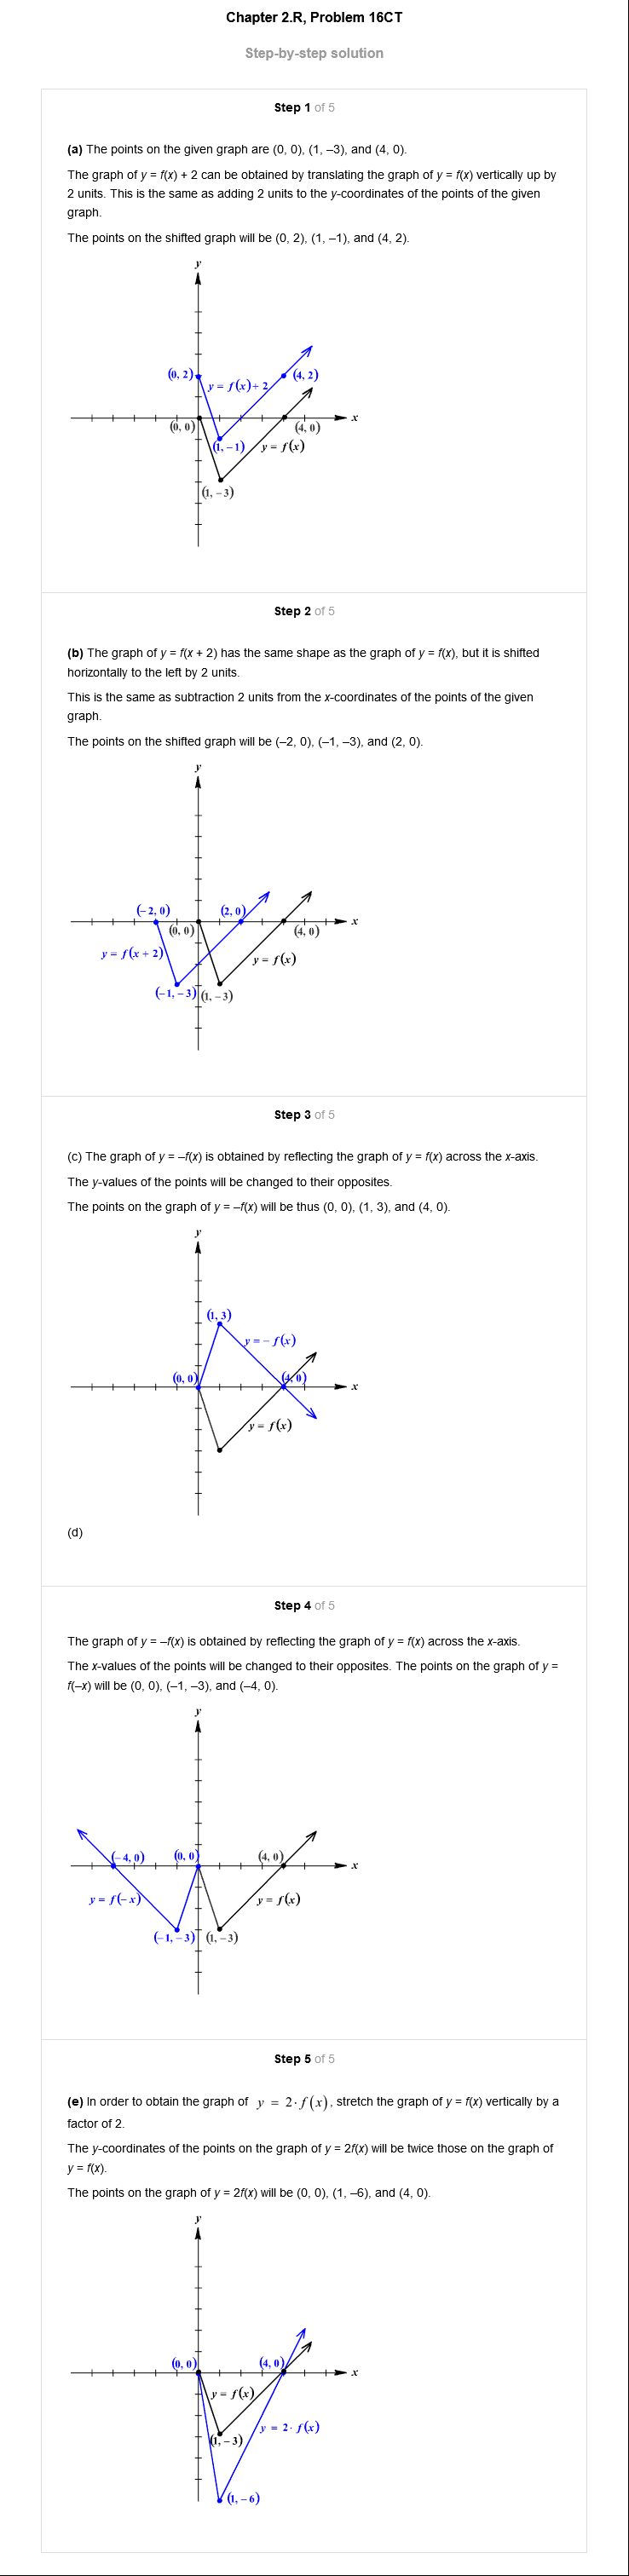 Chapter 2.R, Problem 16CT
Step-by-step solution
Step 1 of 5
(a) The points on the given graph are (0, 0), (1, –3), and (4, 0).
The graph of y = f(x) + 2 can be obtained by translating the graph of y = f(x) vertically up by
2 units. This is the same as adding 2 units to the y-coordinates of the points of the given
graph.
The points on the shifted graph will be (0, 2), (1, –1), and (4, 2).
y
(0, 2)
y = f(x)+ 2
(4, 2)
x
(0, 0)
(4, 0)
(1, –1)
y = f(x)
(1, –3)
Step 2 of 5
(b) The graph of y = f(x + 2) has the same shape as the graph of y = f(x), but it is shifted
horizontally to the left by 2 units.
This is the same as subtraction 2 units from the x-coordinates of the points of the given
graph.
The points on the shifted graph will be (–2, 0), (–1, –3), and (2, 0).
y
(–2, 0)
(2, 0)
x
(0, 0)
(4, 0)
y = f(x + 2)
y = f(x)
(–1, –3)
(1, –3)
Step 3 of 5
(c) The graph of y = –f(x) is obtained by reflecting the graph of y = f(x) across the x-axis.
The y-values of the points will be changed to their opposites.
The points on the graph of y = –f(x) will be thus (0, 0), (1, 3), and (4, 0).
y
(1, 3)
y = – f(x)
(0, 0)
(4, 0)
x
y = f(x)
(d)
Step 4 of 5
The graph of y = –f(x) is obtained by reflecting the graph of y = f(x) across the x-axis.
The x-values of the points will be changed to their opposites. The points on the graph of y =
f(–x) will be (0, 0), (–1, –3), and (–4, 0).
y
(–4, 0)
(0, 0)
(4, 0)
x
y = f(–x)
y = f(x)
(–1, –3)
(1, –3)
Step 5 of 5
(e) In order to obtain the graph of y = 2·f(x), stretch the graph of y = f(x) vertically by a
factor of 2.
The y-coordinates of the points on the graph of y = 2f(x) will be twice those on the graph of
y = f(x).
The points on the graph of y = 2f(x) will be (0, 0), (1, –6), and (4, 0).
y
(0, 0)
(4, 0)
x
y = f(x)
y = 2· f(x)
(1, –3)
(1, –6)